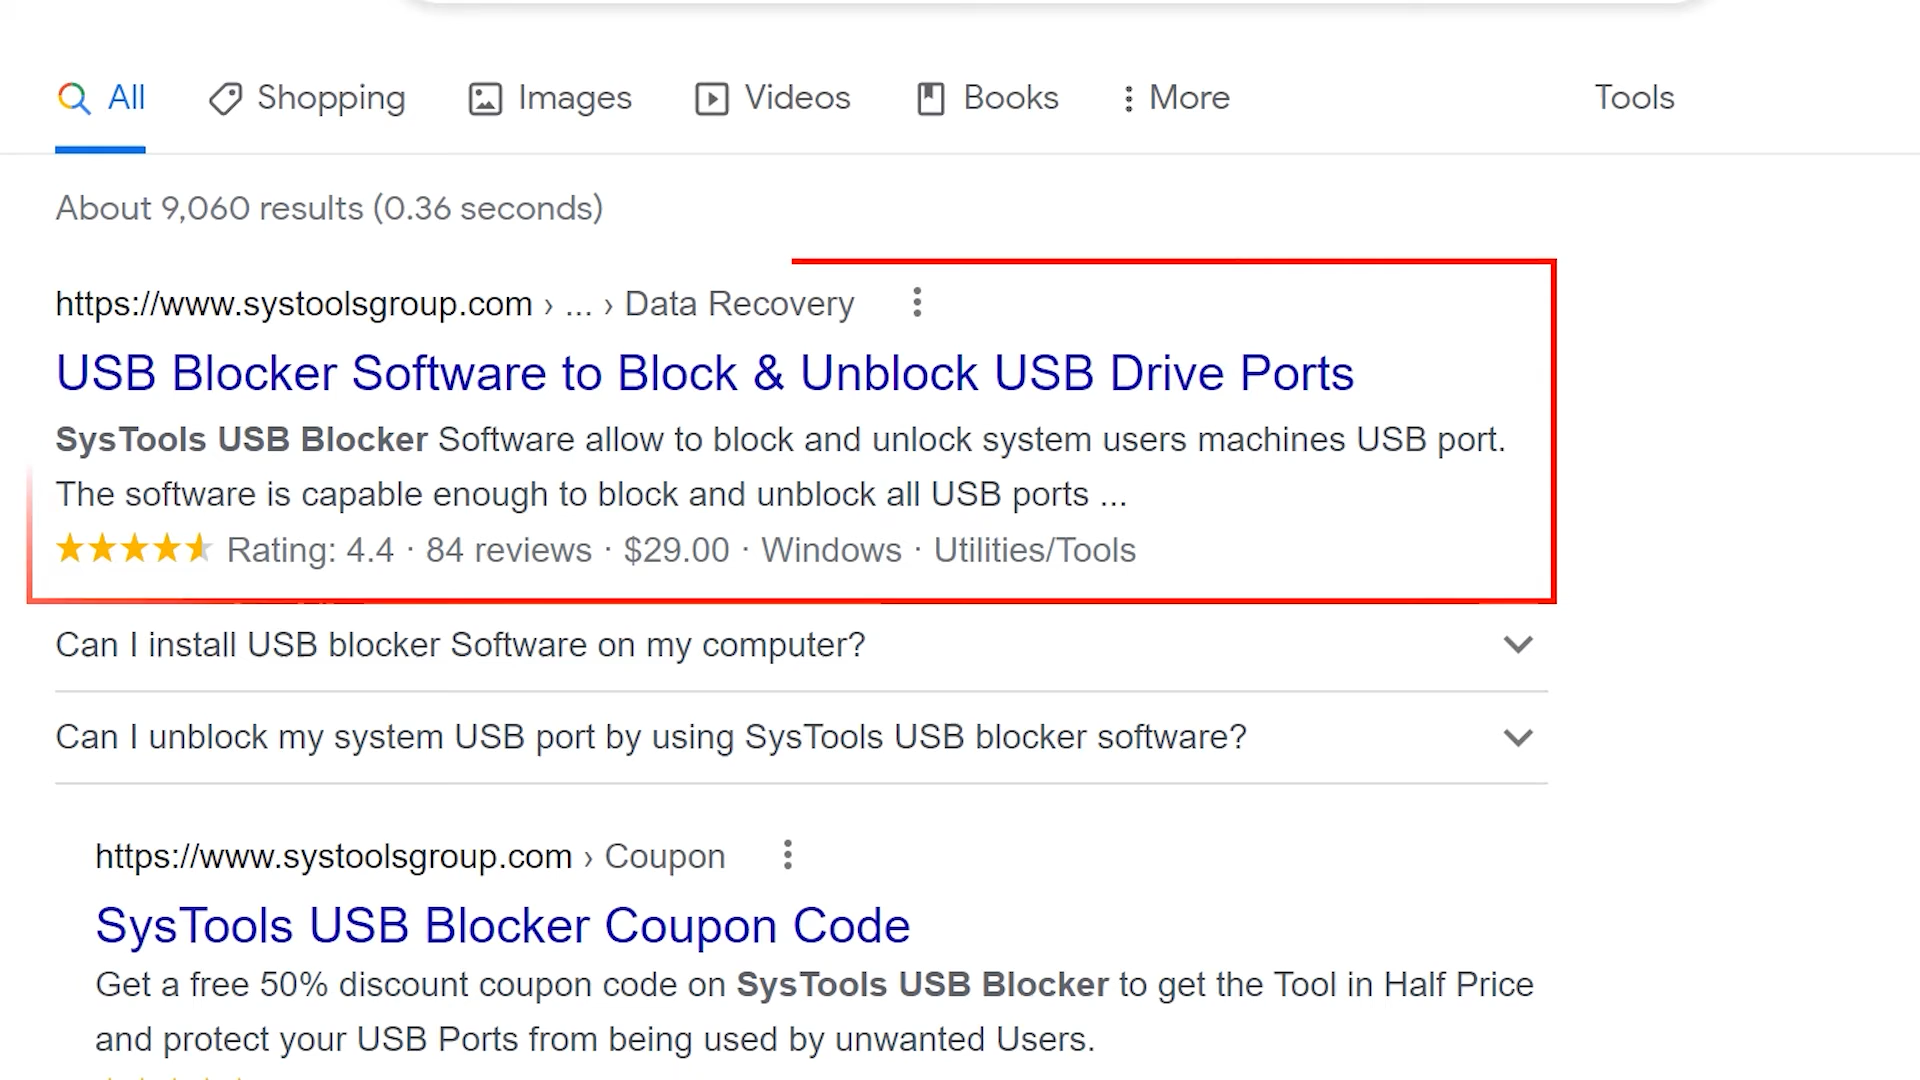 All Shopping Images Videos Books More Tools
About 9,060 results (0.36 seconds)
https://www.systoolsgroup.com › ... › Data Recovery
USB Blocker Software to Block & Unblock USB Drive Ports
SysTools USB Blocker Software allow to block and unlock system users machines USB port.
The software is capable enough to block and unblock all USB ports ...
Rating: 4.4 · 84 reviews · $29.00 · Windows · Utilities/Tools
Can I install USB blocker Software on my computer?
Can I unblock my system USB port by using SysTools USB blocker software?
https://www.systoolsgroup.com › Coupon
SysTools USB Blocker Coupon Code
Get a free 50% discount coupon code on SysTools USB Blocker to get the Tool in Half Price
and protect your USB Ports from being used by unwanted Users.